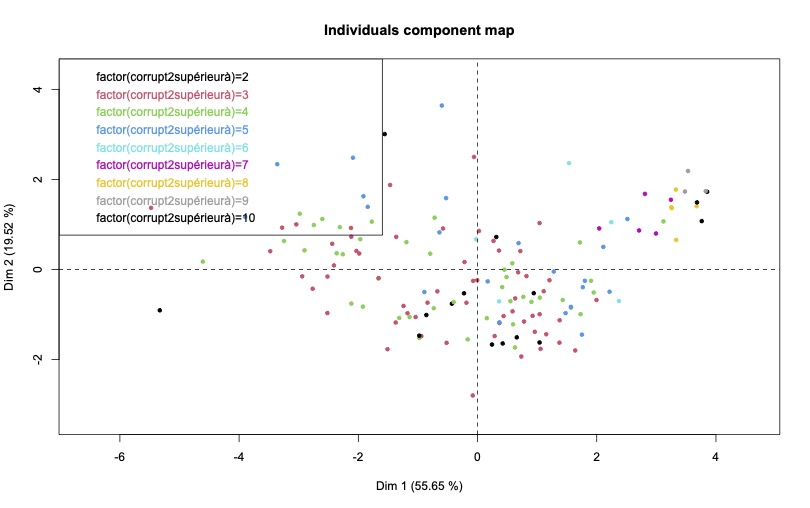 Individuals component map
factor(corrupt2supérieurà)=2
factor(corrupt2supérieurà)=3
factor(corrupt2supérieurà)=4
factor(corrupt2supérieurà)=5
factor(corrupt2supérieurà)=6
factor(corrupt2supérieurà)=7
factor(corrupt2supérieurà)=8
factor(corrupt2supérieurà)=9
factor(corrupt2supérieurà)=10
4
2
0
-2
Dim 2 (19.52 %)
-6 -4 -2 0 2 4
Dim 1 (55.65 %)